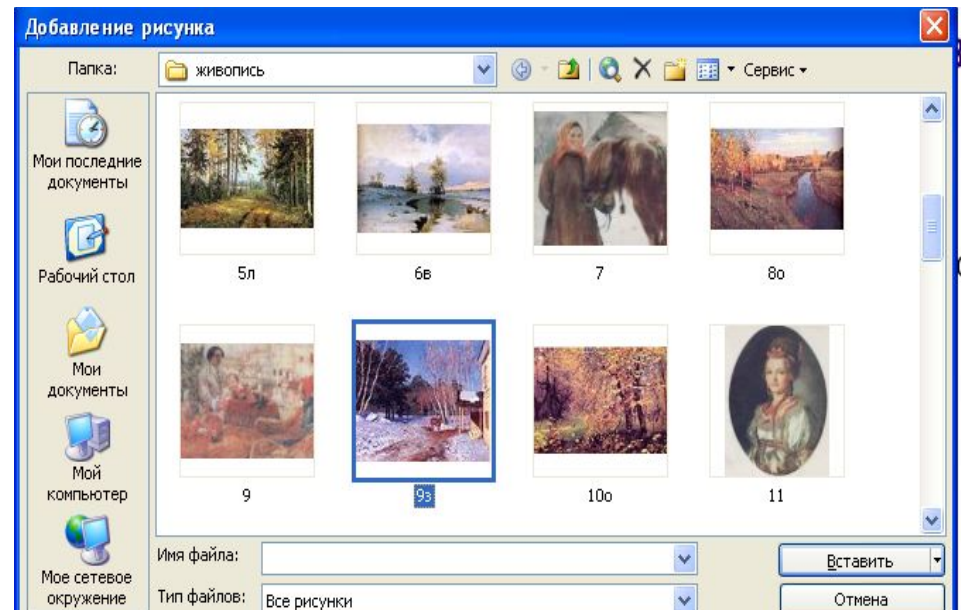 Добавление рисунка
Папка:
живопись
Сервис
Мои последние
документы
Рабочий стол
Мои
документы
Мой
компьютер
Мое сетевое
окружение
5л
6в
7
8о
9
9з
10о
11
Имя файла:
Вставить
Тип файлов:
Все рисунки
Отмена